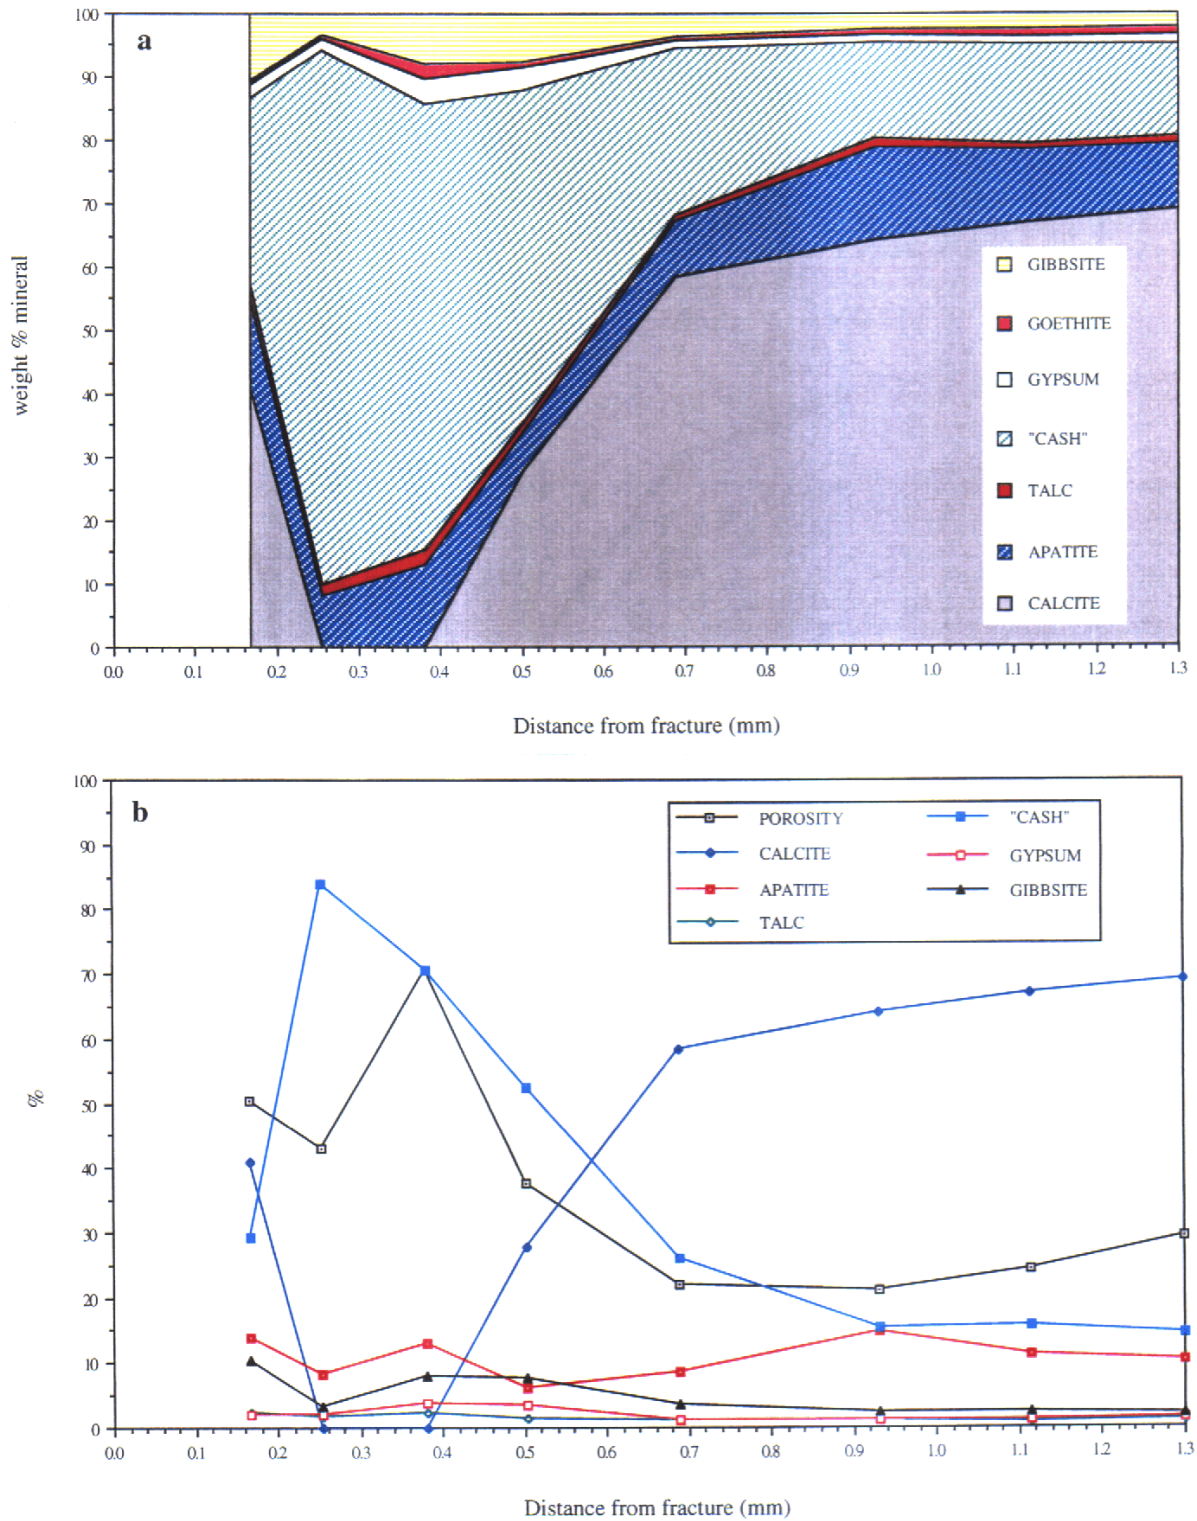 a
100
90
80
70
60
50
40
30
20
10
0
weight % mineral
GIBBSITE
GOETHITE
GYPSUM
"CASH"
TALC
APATITE
CALCITE
0.0 0.1 0.2 0.3 0.4 0.5 0.6 0.7 0.8 0.9 1.0 1.1 1.2 1.3
Distance from fracture (mm)
b
100
90
80
70
60
50
40
30
20
10
0
%
POROSITY "CASH"
CALCITE GYPSUM
APATITE GIBBSITE
TALC
0.0 0.1 0.2 0.3 0.4 0.5 0.6 0.7 0.8 0.9 1.0 1.1 1.2 1.3
Distance from fracture (mm)